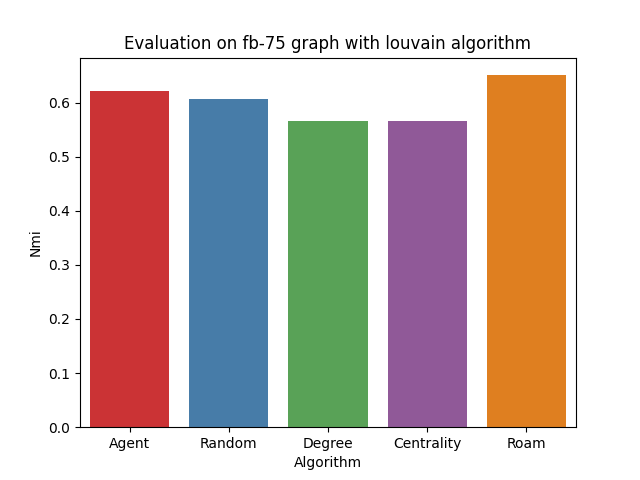 Evaluation on fb-75 graph with louvain algorithm
0.6
0.5
0.4
0.3
0.2
0.1
0.0
Nmi
Agent Random Degree Centrality Roam
Algorithm